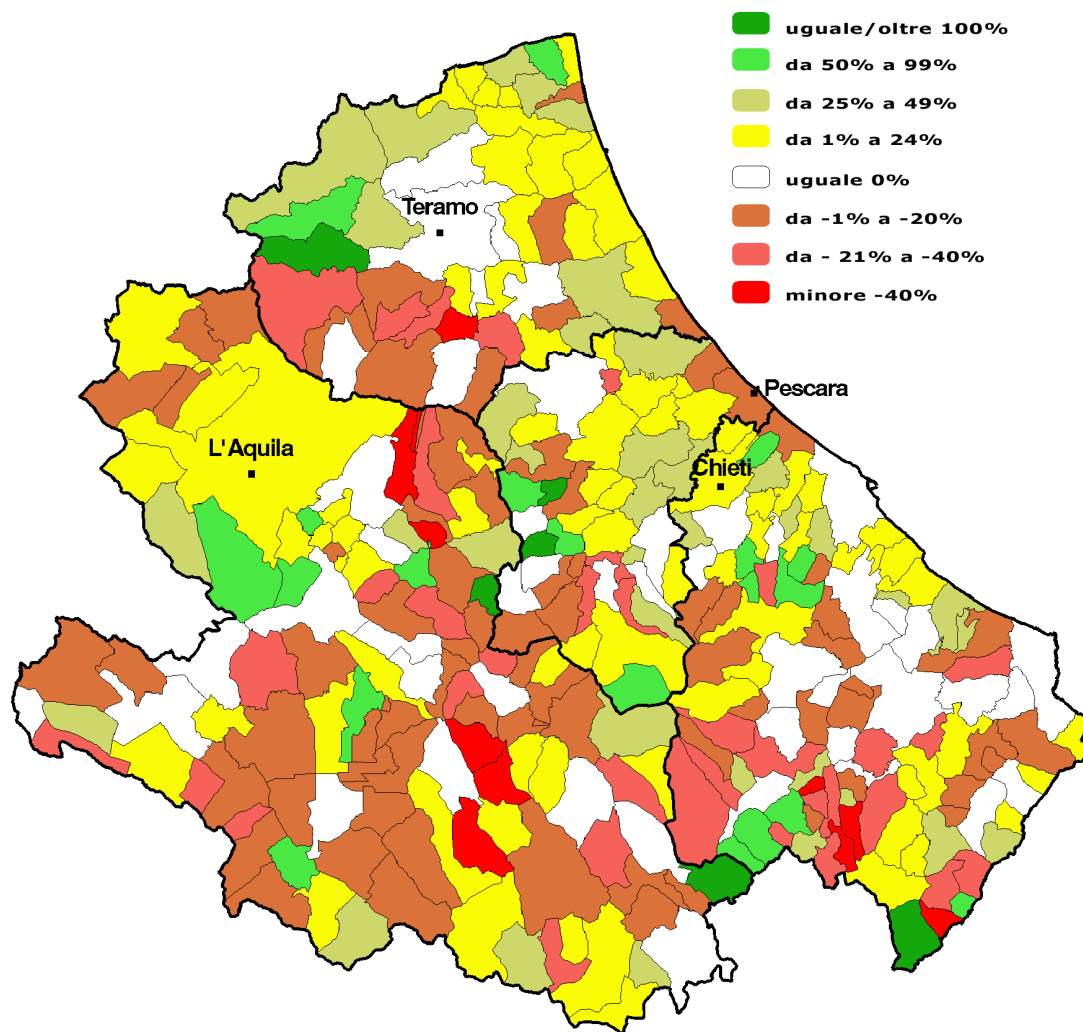 uguale/oltre 100%
da 50% a 99%
da 25% a 49%
da 1% a 24%
uguale 0%
da -1% a -20%
da - 21% a -40%
minore -40%
Teramo
Pescara
L'Aquila
Chieti